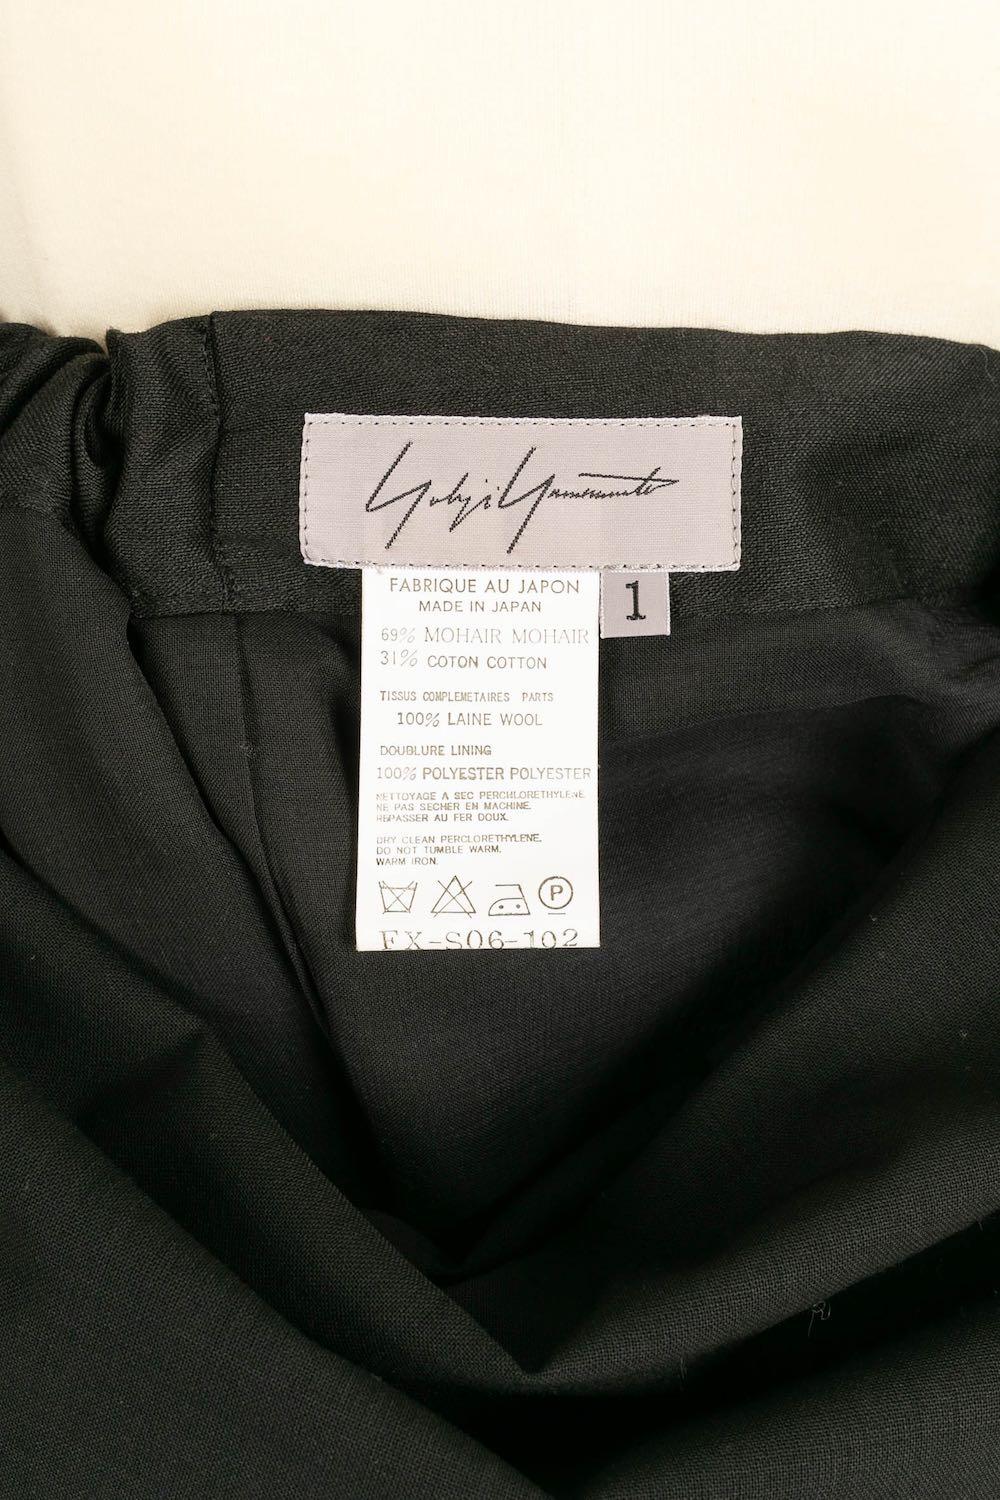 Yohji Yamamoto
FABRIQUE AU JAPON
MADE IN JAPAN
1
69% MOHAIR MOHAIR
31% COTON COTTON
TISSUS COMPLEMETAIRES PARTS
100% LAINE WOOL
DOUBLURE LINING
100% POLYESTER POLYESTER
NETTOYAGE A SEC PERCHLORETHYLENE
NE PAS SECHER EN MACHINE.
REPASSER AU FER DOUX.
DRY CLEAN PERCLORETHYLENE.
DO NOT TUMBLE WARM.
WARM IRON.
P
FX-S06-102